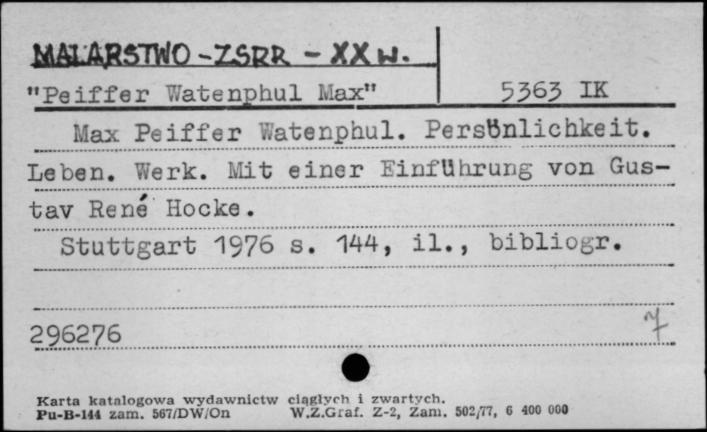 MALARSTWO - ZSRR - XX w.
"Peiffer Watenphul Max" 5363 IK
Max Peiffer Watenphul. Persönlichkeit.
Leben. Werk. Mit einer Einführung von Gus-
tav René Hocke.
Stuttgart 1976 s. 144, il., bibliogr.
296276
Karta katalogowa wydawnictw ciągłych i zwartych.
Pu-B-144 zam. 567/DW/On W.Z.Graf. Z-2, Zam. 502/77, 6 400 000